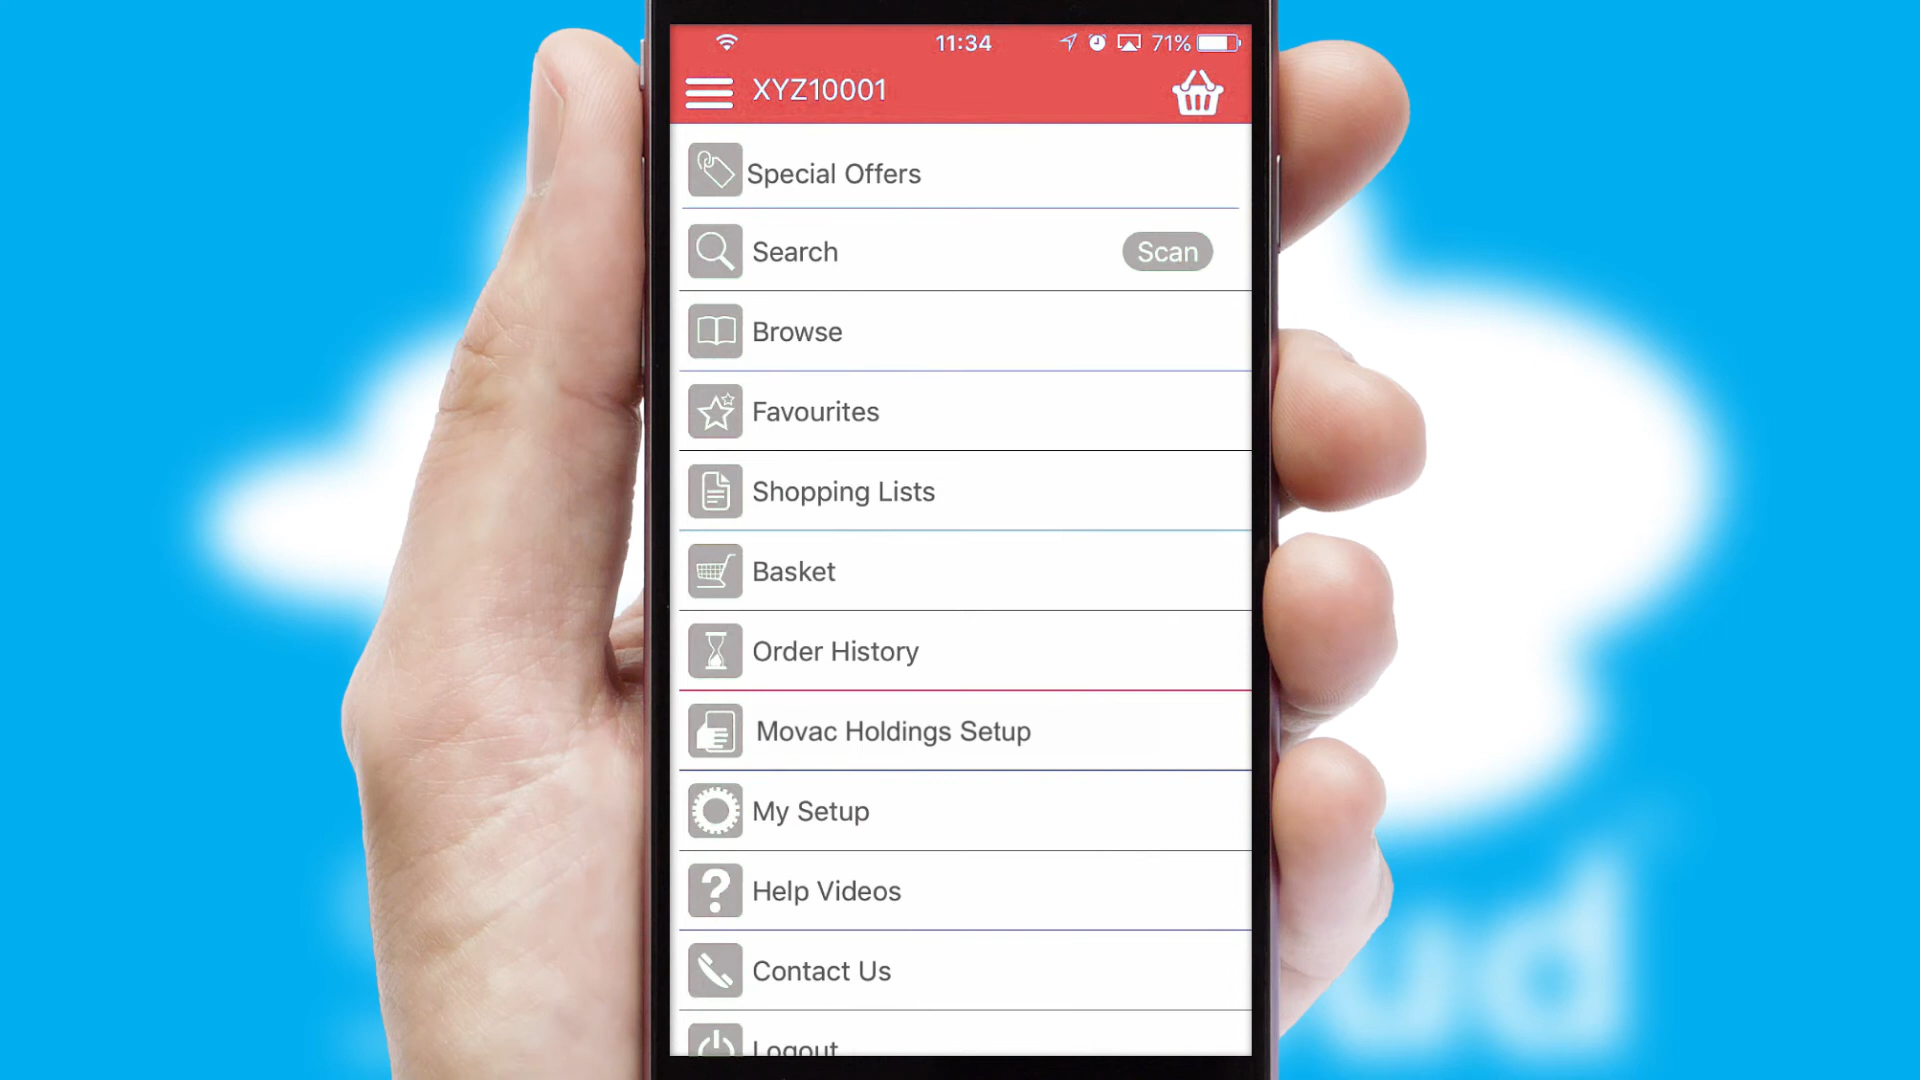 11:34 71%
XYZ10001
Special Offers
Search Scan
Browse
Favourites
Shopping Lists
Basket
Order History
Movac Holdings Setup
My Setup
Help Videos
Contact Us
Logout
ud